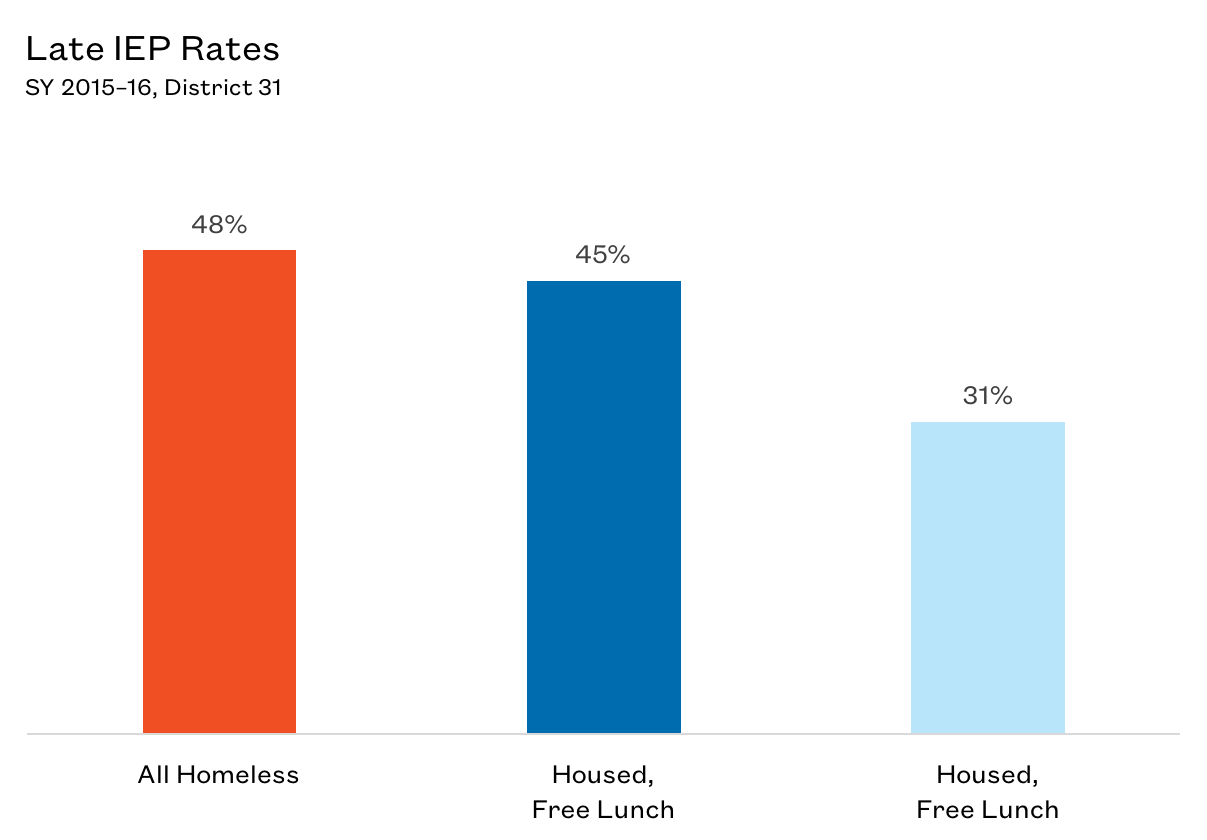 Late IEP Rates
SY 2015–16, District 31
48%
45%
31%
All Homeless
Housed,
Free Lunch
Housed,
Free Lunch